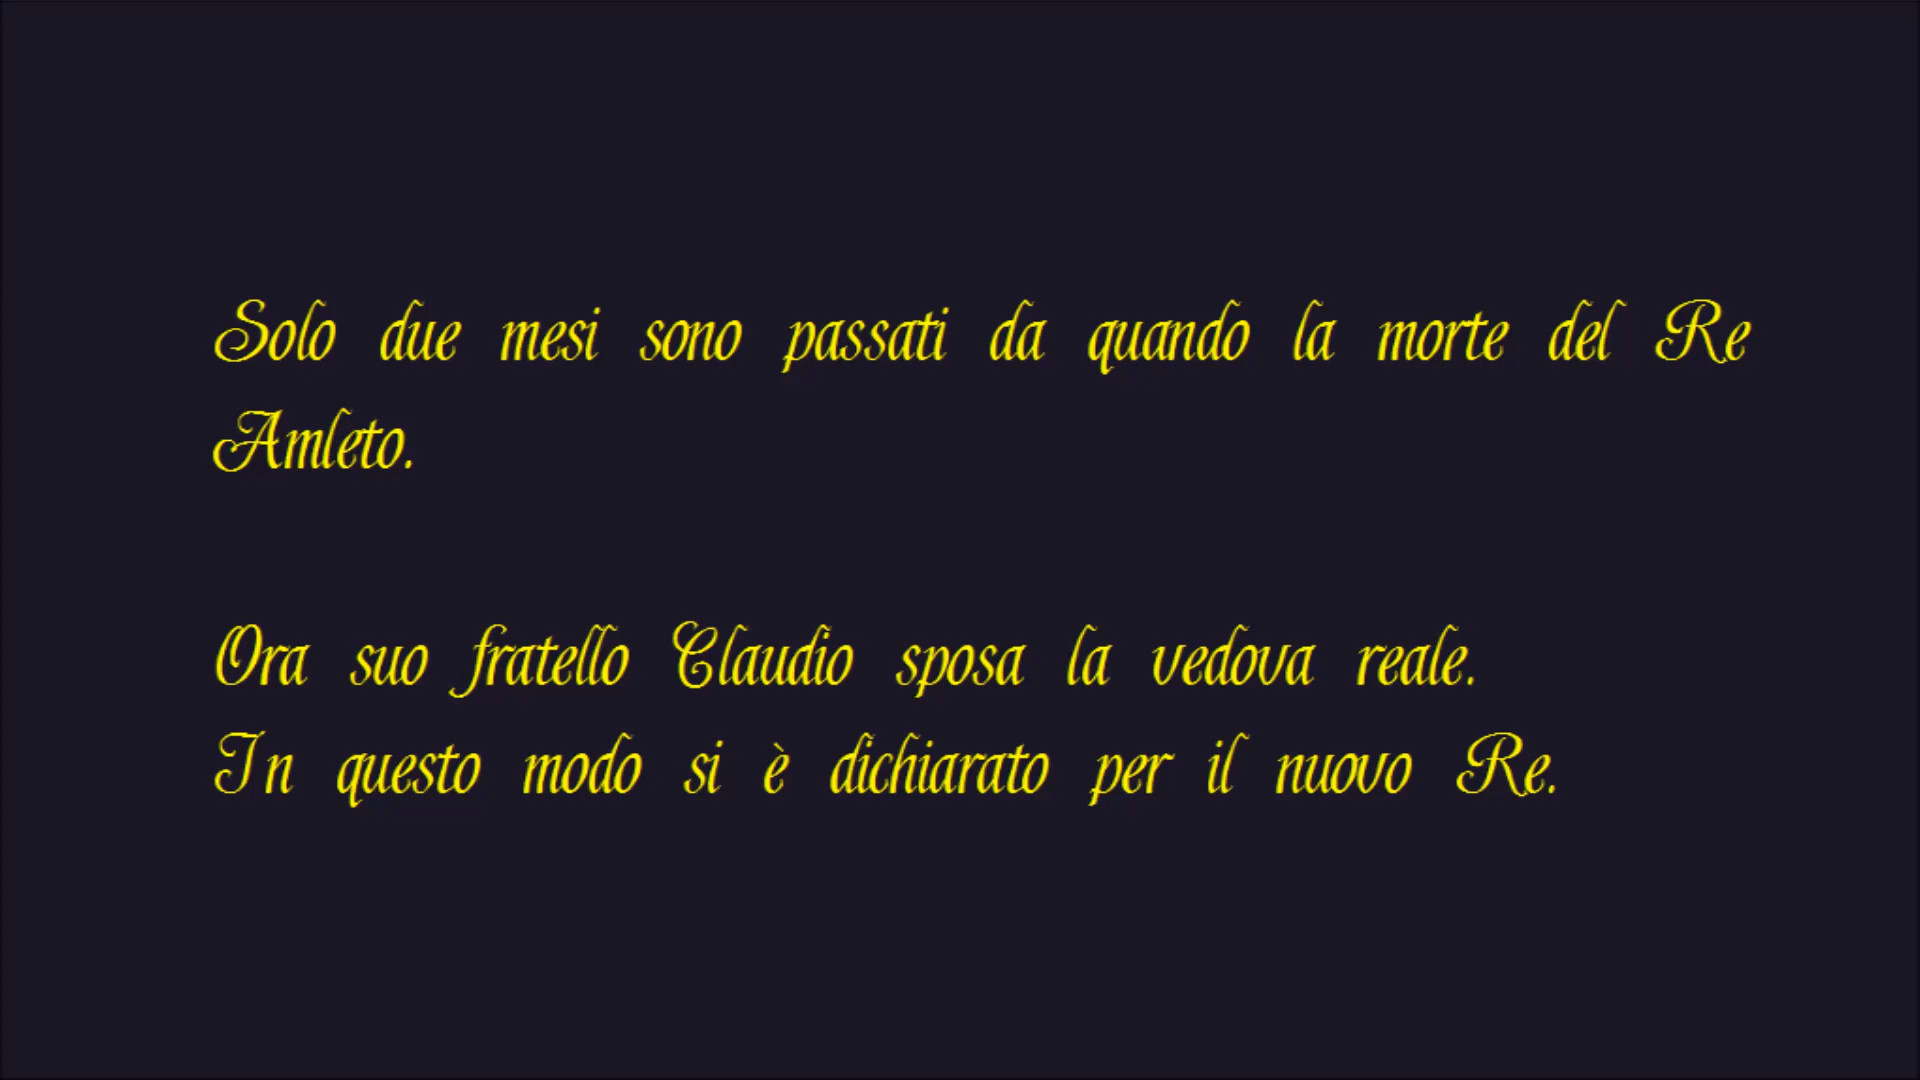 Solo due mesi sono passati da quando la morte del Re
Amleto.
Ora suo fratello Claudio sposa la vedova reale.
In questo modo si è dichiarato per il nuovo Re.